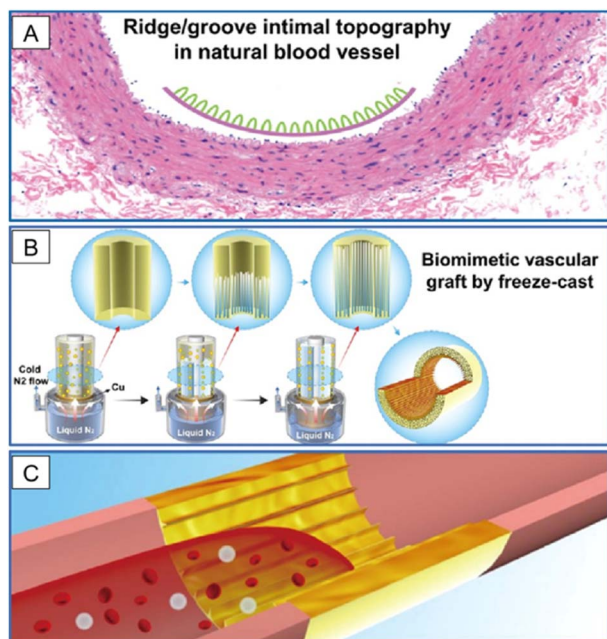 A
Ridge/groove intimal topography
in natural blood vessel
B
Biomimetic vascular
graft by freeze-cast
Cold
N2 flow
Cu
Liquid N₂
Liquid N₂
Liquid N₂
C